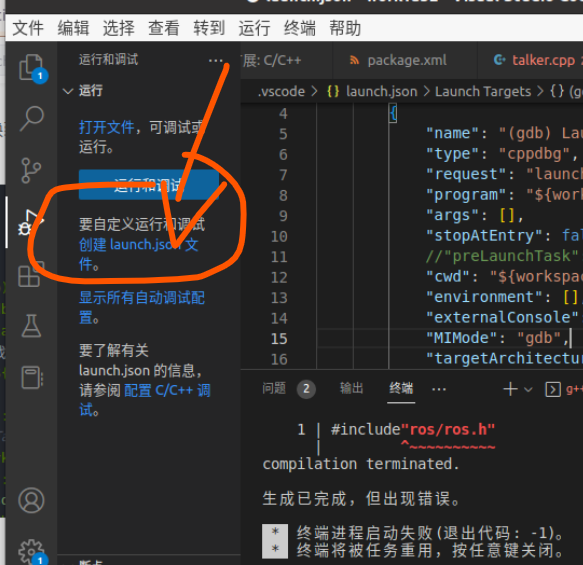 文件 编辑 选择 查看 转到 运行 终端 帮助
运行和调试 ···
运行
打开文件，可调试或
运行。
运行和调试
要自定义运行和调试
创建 launch.json 文
件。
显示所有自动调试配
置。
要了解有关
launch.json 的信息，
请参阅 配置 C/C++ 调
试。
1
1
展: C/C++ package.xml talker.cpp 2
.vscode > {} launch.json > Launch Targets > {} (g
4 {
5 "name": "(gdb) Lau
6 "type": "cppdbg",
7 "request": "launch
8 "program": "${work
9 "args": [],
10 "stopAtEntry": fal
11 //"preLaunchTask"
12 "cwd": "${workspac
13 "environment": []
14 "externalConsole"
15 "MIMode": "gdb",
16 "targetArchitectur
问题 2 输出 终端 ··· g+
1 | #include"ros/ros.h"
| ^~~~~~~~~~~
compilation terminated.
生成已完成，但出现错误。
* 终端进程启动失败(退出代码: -1)。
* 终端将被任务重用，按任意键关闭。